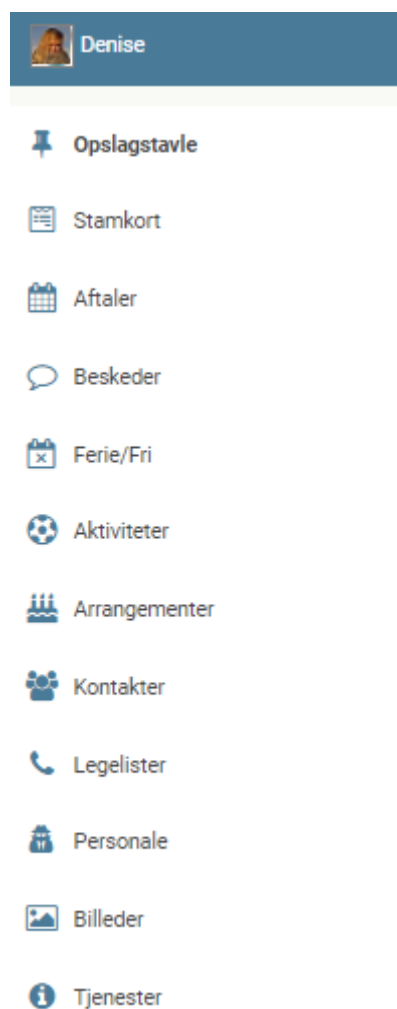 Denise
Opslagstavle
Stamkort
Aftaler
Beskeder
Ferie/Fri
Aktiviteter
Arrangementer
Kontakter
Legelister
Personale
Billeder
Tjenester